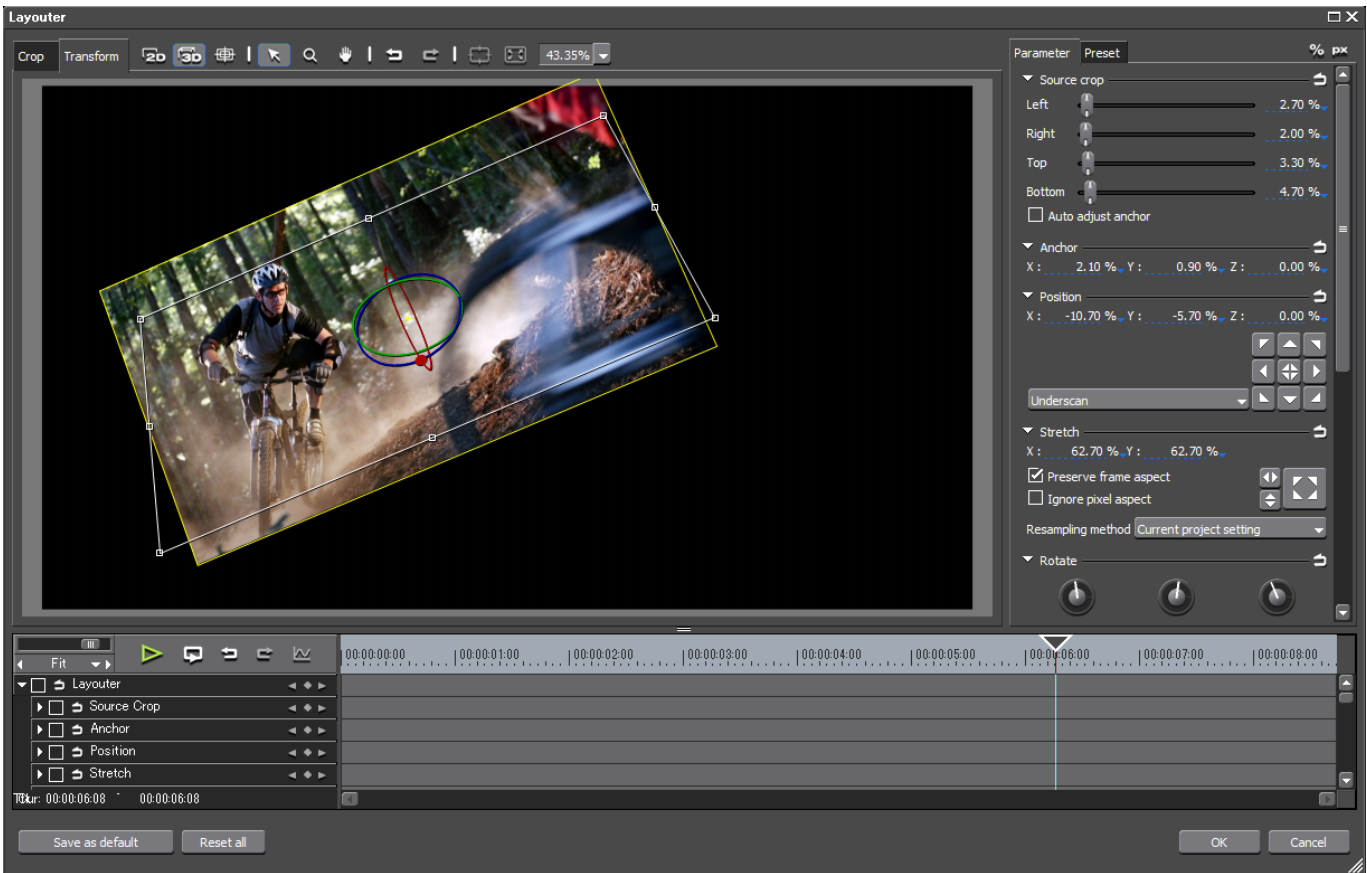 Layouter
Crop Transform 2D 3D 43.35%
Parameter Preset % px
Source crop
Left 2.70 %
Right 2.00 %
Top 3.30 %
Bottom 4.70 %
Auto adjust anchor
Anchor
X : 2.10 % Y : 0.90 % Z : 0.00 %
Position
X : -10.70 % Y : -5.70 % Z : 0.00 %
Underscan
Stretch
X : 62.70 % Y : 62.70 %
Preserve frame aspect
Ignore pixel aspect
Resampling method Current project setting
Rotate
Fit
00:00:00:00 00:00:01:00 00:00:02:00 00:00:03:00 00:00:04:00 00:00:05:00 00:00:06:00 00:00:07:00 00:00:08:00
Layouter
Source Crop
Anchor
Position
Stretch
00:00:06:08 00:00:06:08
Save as default Reset all OK Cancel